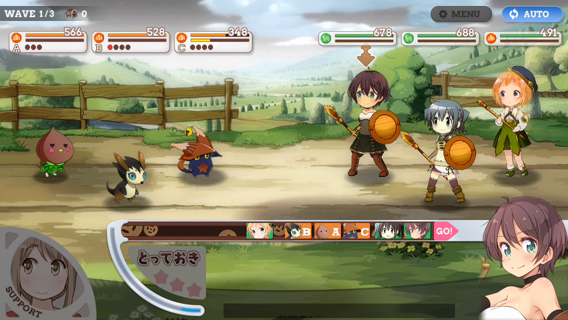 WAVE 1/3 0
MENU
AUTO
566
528
348
678
688
491
A
B
C
B A C GO!
とっておき
SUPPORT